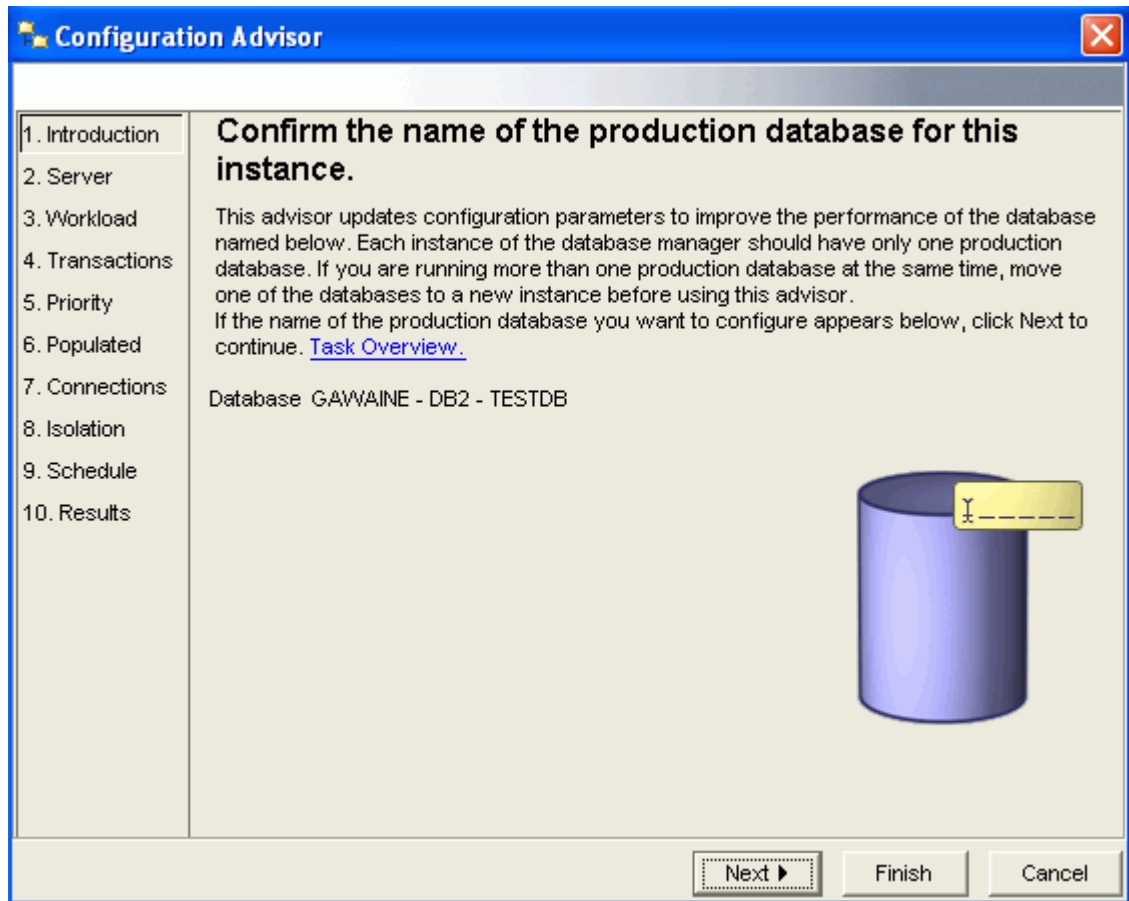 Configuration Advisor
1. Introduction
2. Server
3. Workload
4. Transactions
5. Priority
6. Populated
7. Connections
8. Isolation
9. Schedule
10. Results
Confirm the name of the production database for this
instance.
This advisor updates configuration parameters to improve the performance of the database
named below. Each instance of the database manager should have only one production
database. If you are running more than one production database at the same time, move
one of the databases to a new instance before using this advisor.
If the name of the production database you want to configure appears below, click Next to
continue. Task Overview.
Database GAWAINE - DB2 - TESTDB
Next
Finish
Cancel